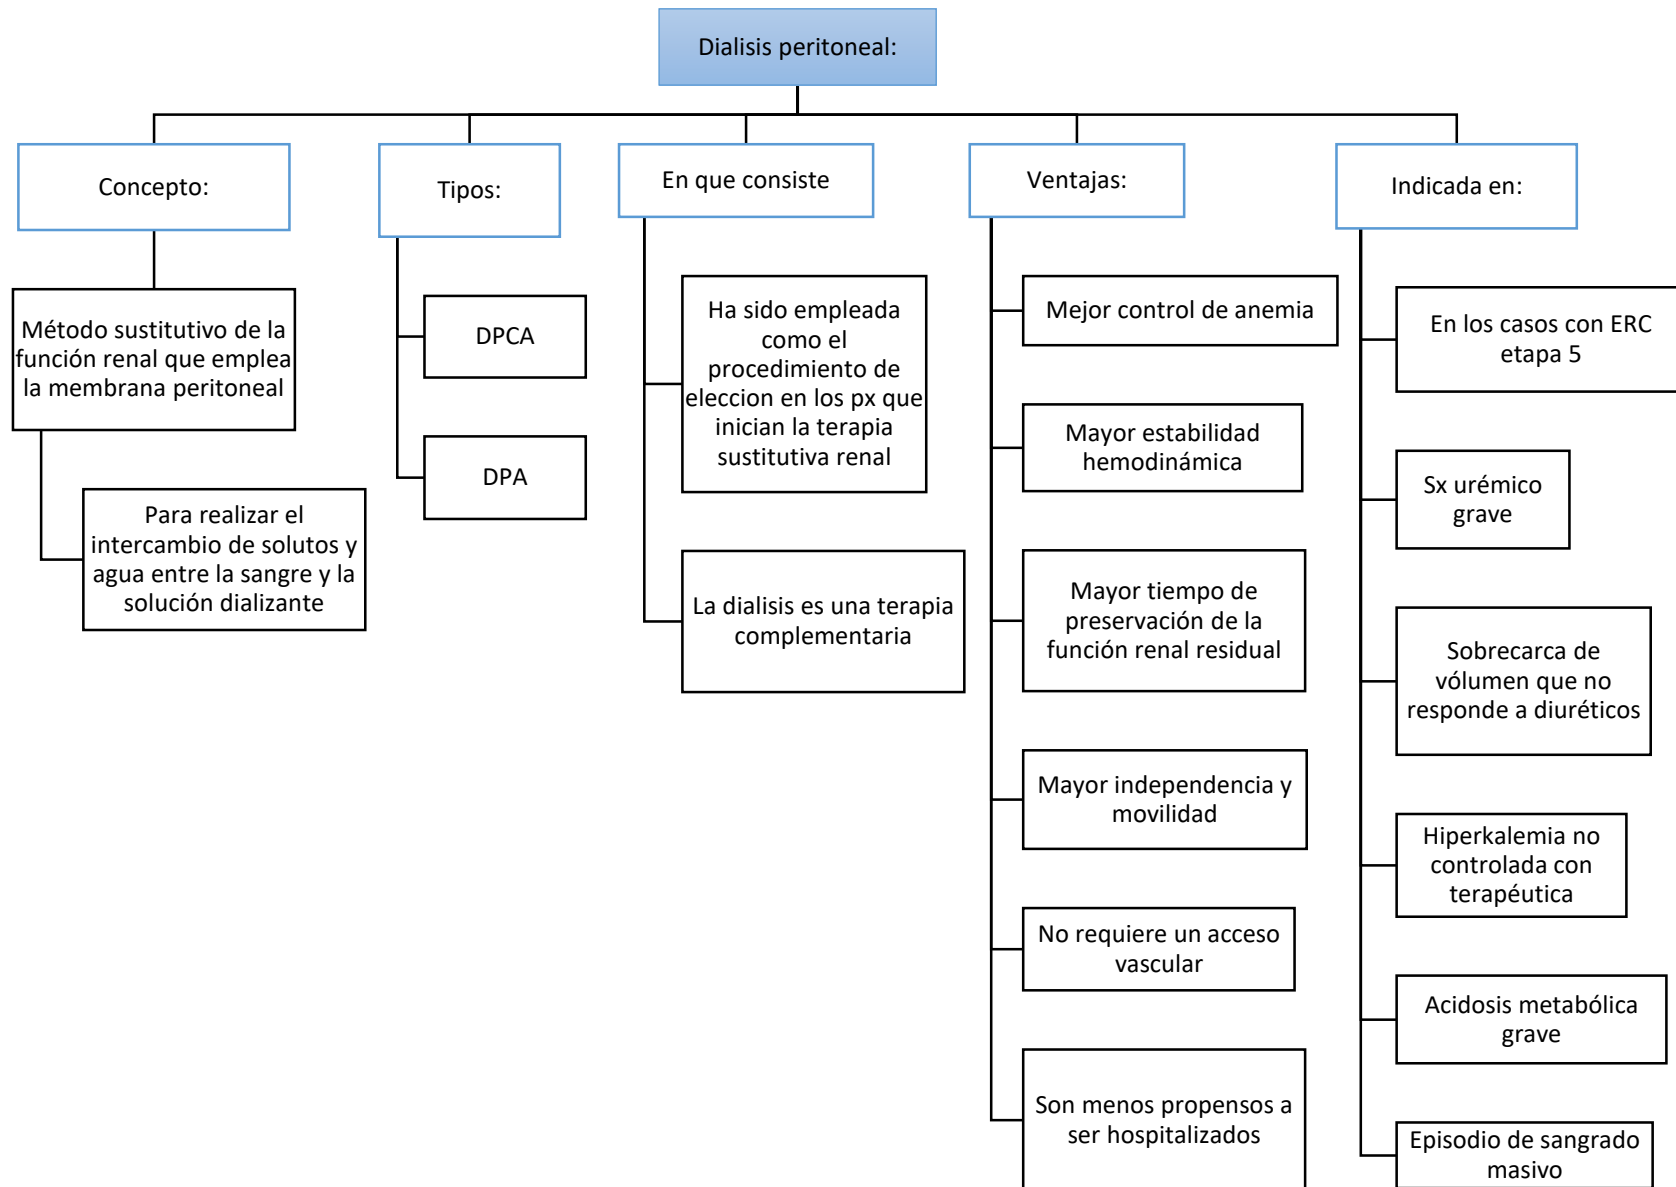 Dialisis peritoneal:
Concepto:
Método sustitutivo de la
función renal que emplea
la membrana peritoneal
Para realizar el
intercambio de solutos y
agua entre la sangre y la
solución dializante
Tipos:
DPCA
DPA
En que consiste
Ha sido empleada
como el
procedimiento de
eleccion en los px que
inician la terapia
sustitutiva renal
La dialisis es una terapia
complementaria
Ventajas:
Mejor control de anemia
Mayor estabilidad
hemodinámica
Mayor tiempo de
preservación de la
función renal residual
Mayor independencia y
movilidad
No requiere un acceso
vascular
Son menos propensos a
ser hospitalizados
Indicada en:
En los casos con ERC
etapa 5
Sx urémico
grave
Sobrecarca de
vólumen que no
responde a diuréticos
Hiperkalemia no
controlada con
terapéutica
Acidosis metabólica
grave
Episodio de sangrado
masivo